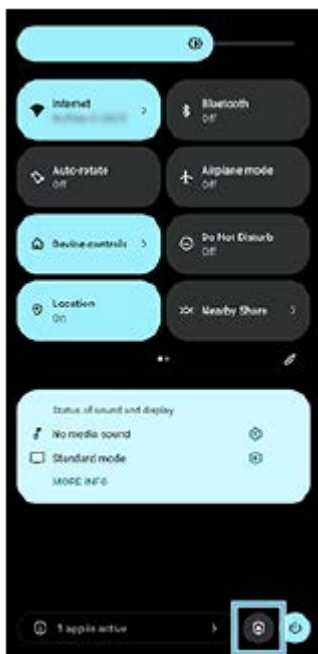 Internet
Bluetooth
Off
Auto-rotate
Off
Airplane mode
Off
Device controls
Do Not Disturb
Off
Location
On
Nearby Share
Status of sound and display
No media sound
Standard mode
MORE INFO
1 app is active